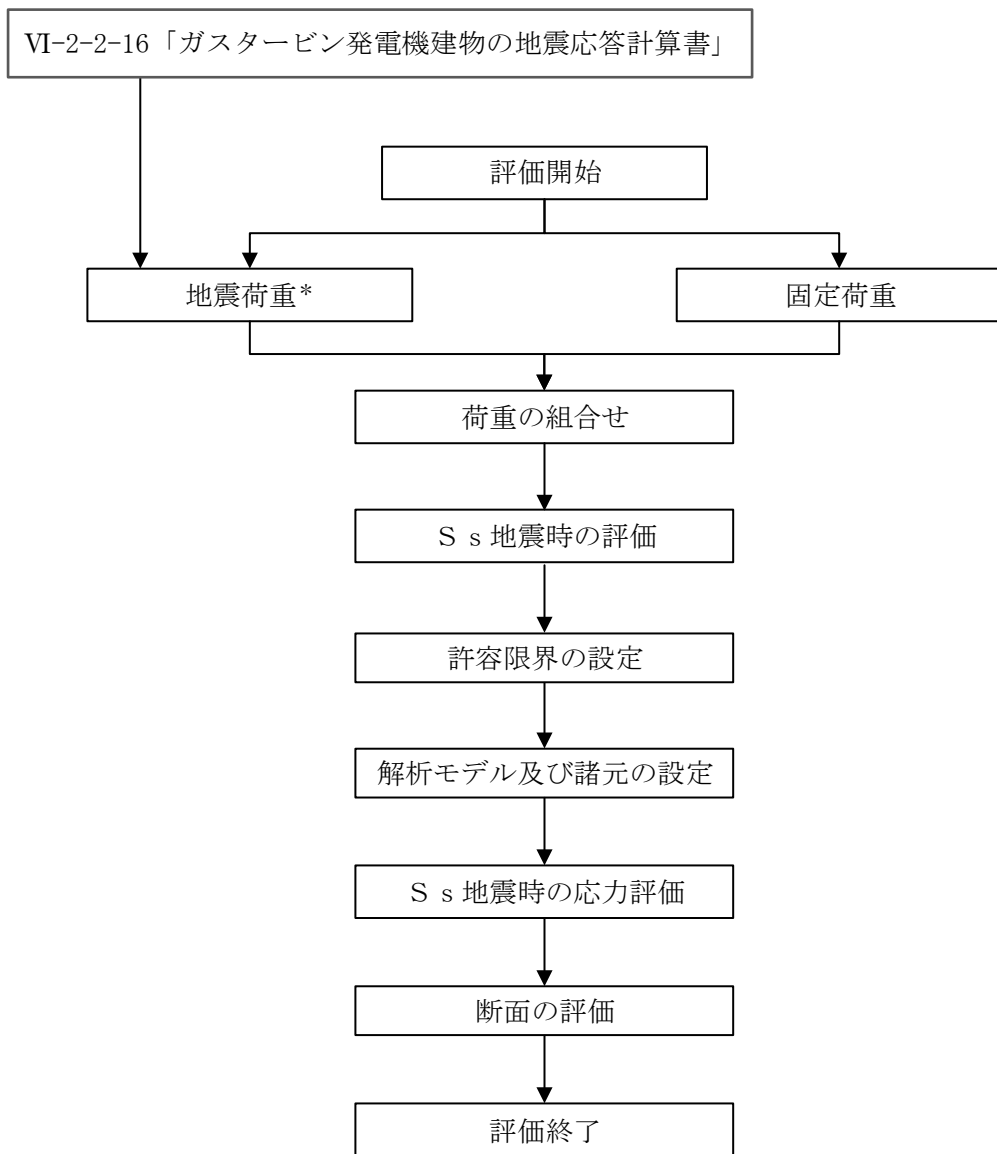 Ⅵ-2-2-16「ガスタービン発電機建物の地震応答計算書」
評価開始
地震荷重*
固定荷重
荷重の組合せ
Ｓｓ地震時の評価
許容限界の設定
解析モデル及び諸元の設定
Ｓｓ地震時の応力評価
断面の評価
評価終了